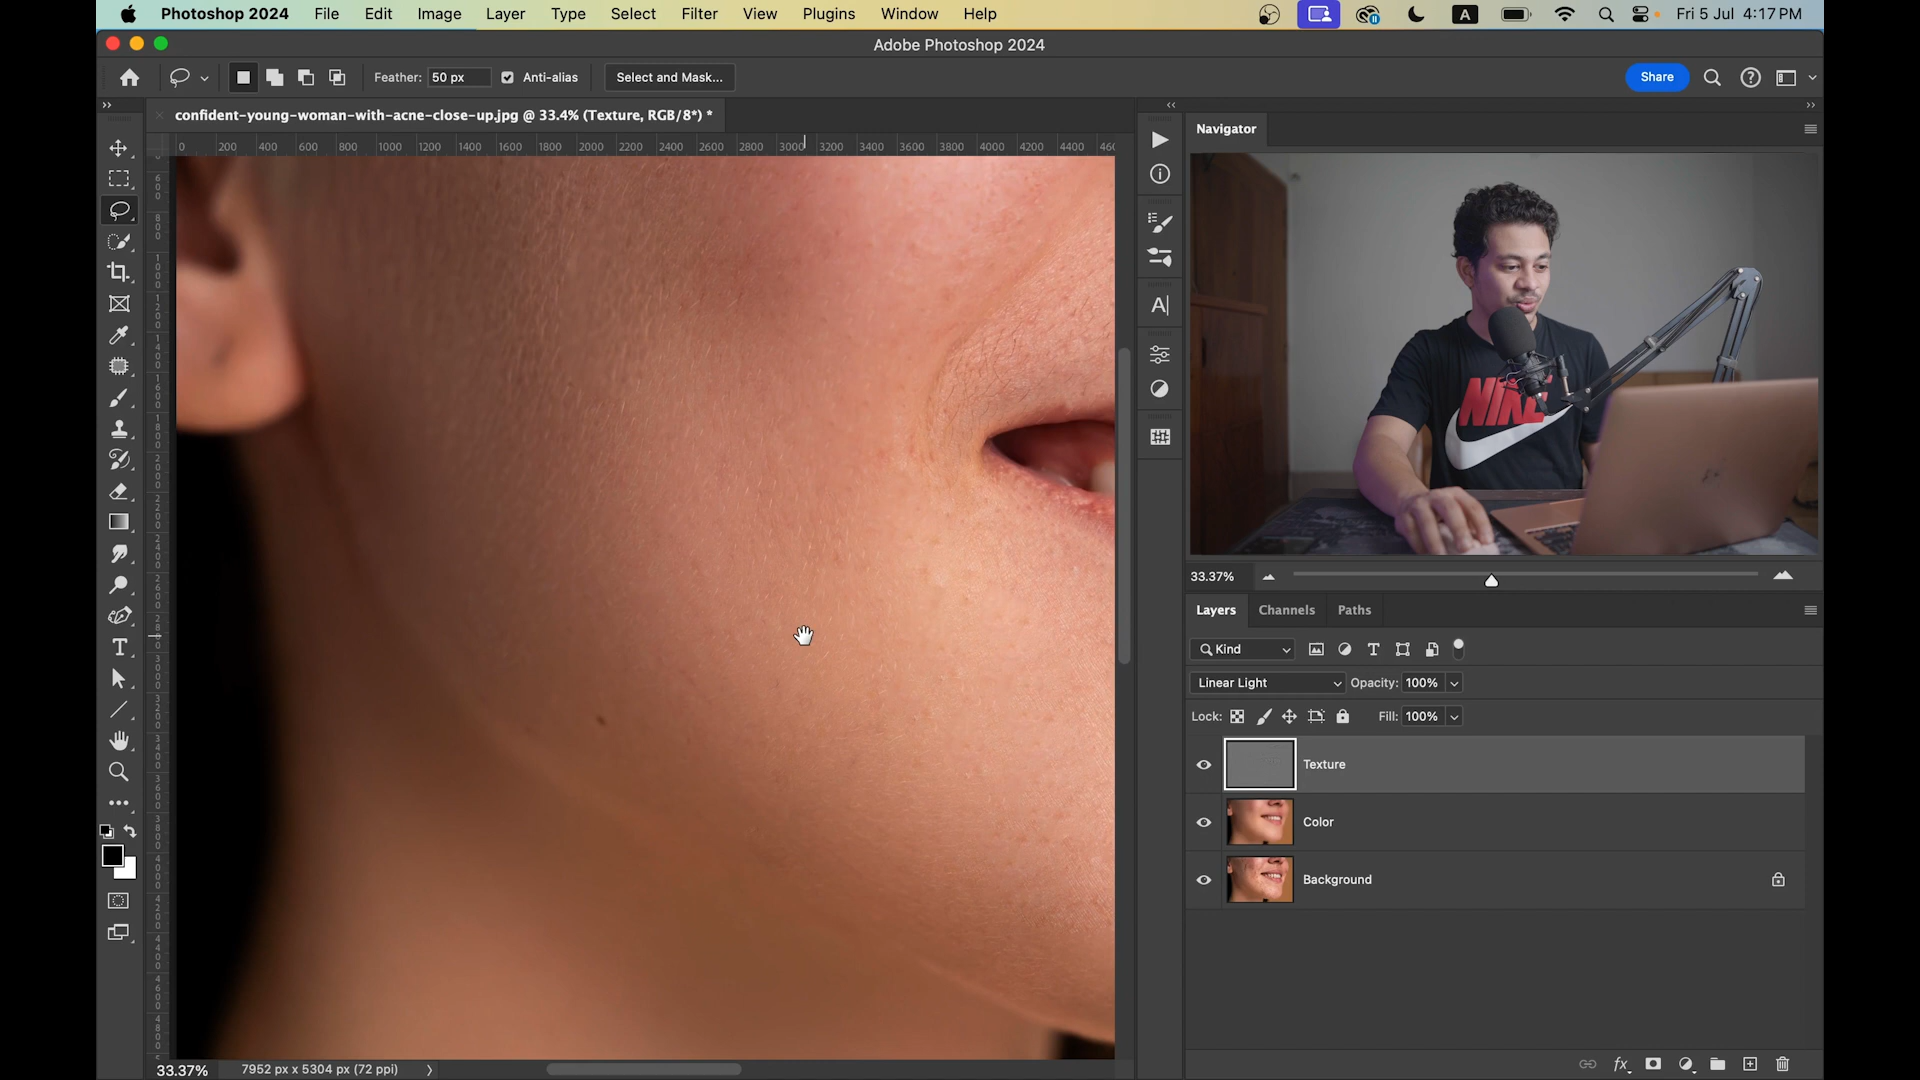 Photoshop 2024 File Edit Image Layer Type Select Filter View Plugins Window Help A Fri 5 Jul 4:17 PM
Adobe Photoshop 2024
Feather: 50 px Anti-alias Select and Mask... Share
confident-young-woman-with-acne-close-up.jpg @ 33.4% (Texture, RGB/8*) *
Navigator
0 200 400 600 800 1000 1200 1400 1600 1800 2000 2200 2400 2600 2800 3000 3200 3400 3600 3800 4000 4200 4400
NIKE
33.37%
Layers Channels Paths
Kind
Linear Light Opacity: 100%
Lock: Fill: 100%
Texture
Color
Background
33.37% 7952 px x 5304 px (72 ppi)